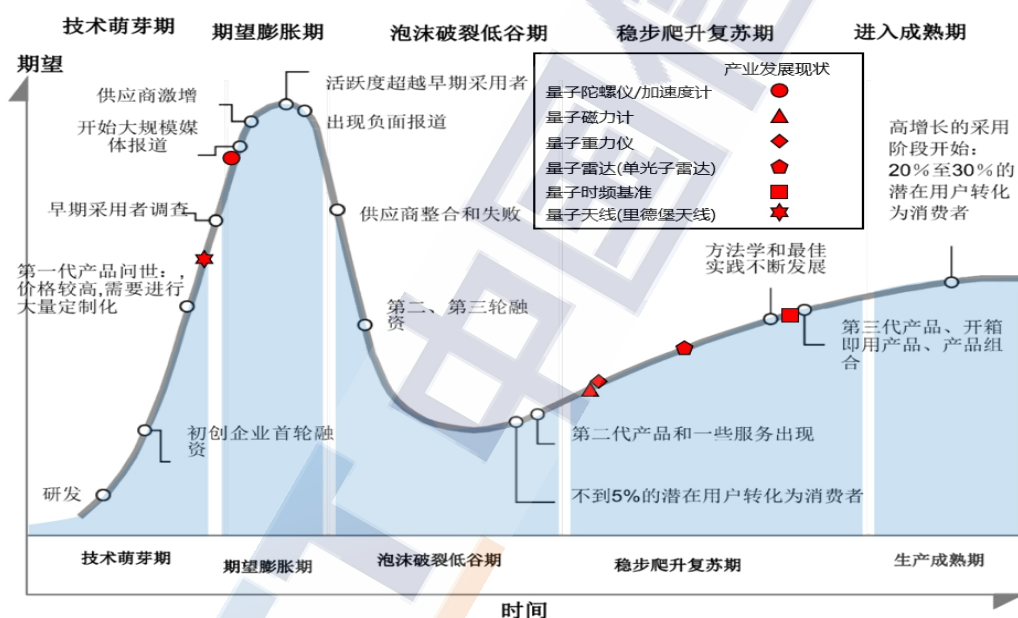 技术萌芽期
期望膨胀期
泡沫破裂低谷期
稳步爬升复苏期
进入成熟期
期望
产业发展现状
量子陀螺仪/加速度计
量子磁力计
量子重力仪
量子雷达(单光子雷达)
量子时频基准
量子天线(里德堡天线)
活跃度超越早期采用者
供应商激增
出现负面报道
开始大规模媒
体报道
高增长的采用
阶段开始:
20%至30%的
潜在用户转化
为消费者
早期采用者调查
供应商整合和失败
方法学和最佳
实践不断发展
第一代产品问世:,
价格较高,需要进行
大量定制化
第二、第三轮融
资
第三代产品、开箱
即用产品、产品组
合
初创企业首轮融
资
第二代产品和一些服务出现
研发
不到5%的潜在用户转化为消费者
技术萌芽期
期望膨胀期
泡沫破裂低谷期
稳步爬升复苏期
生产成熟期
时间